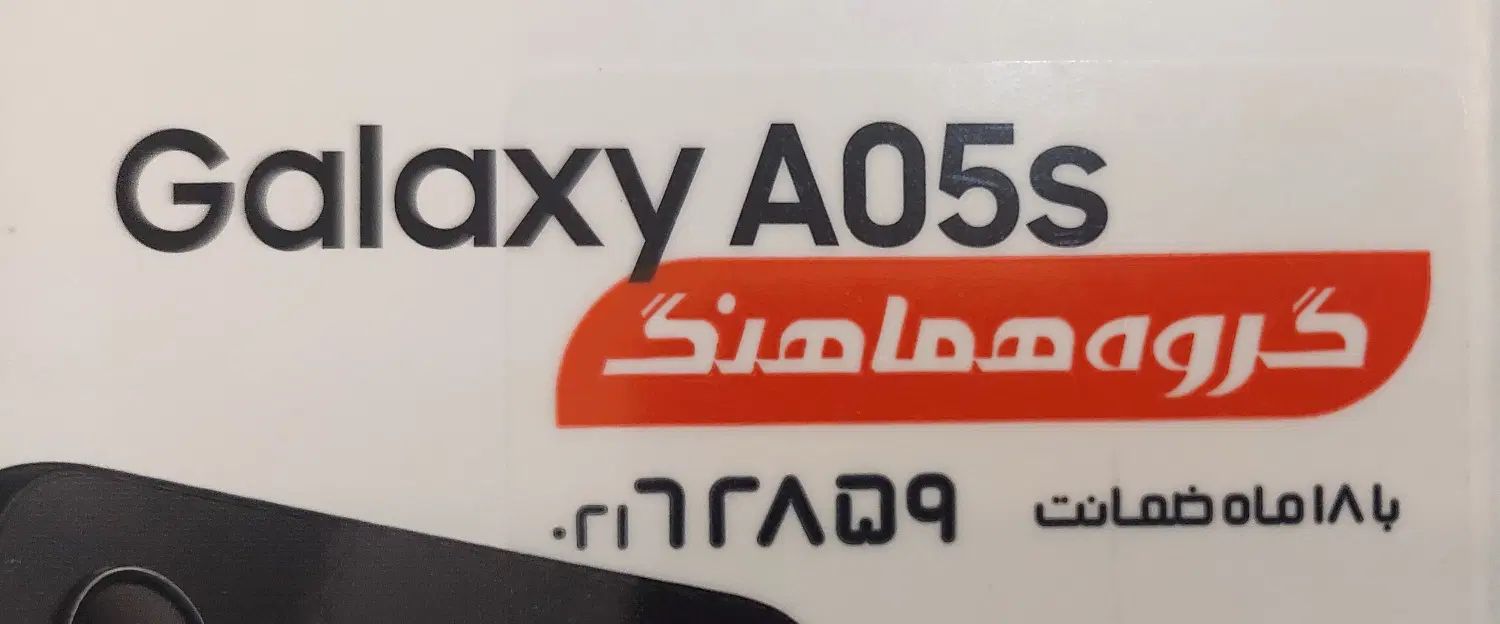 Galaxy A05s
گروه هماهنگ
با ۱۸ ماه ضمانت
۰۲۱ ۶۲۸۵۹